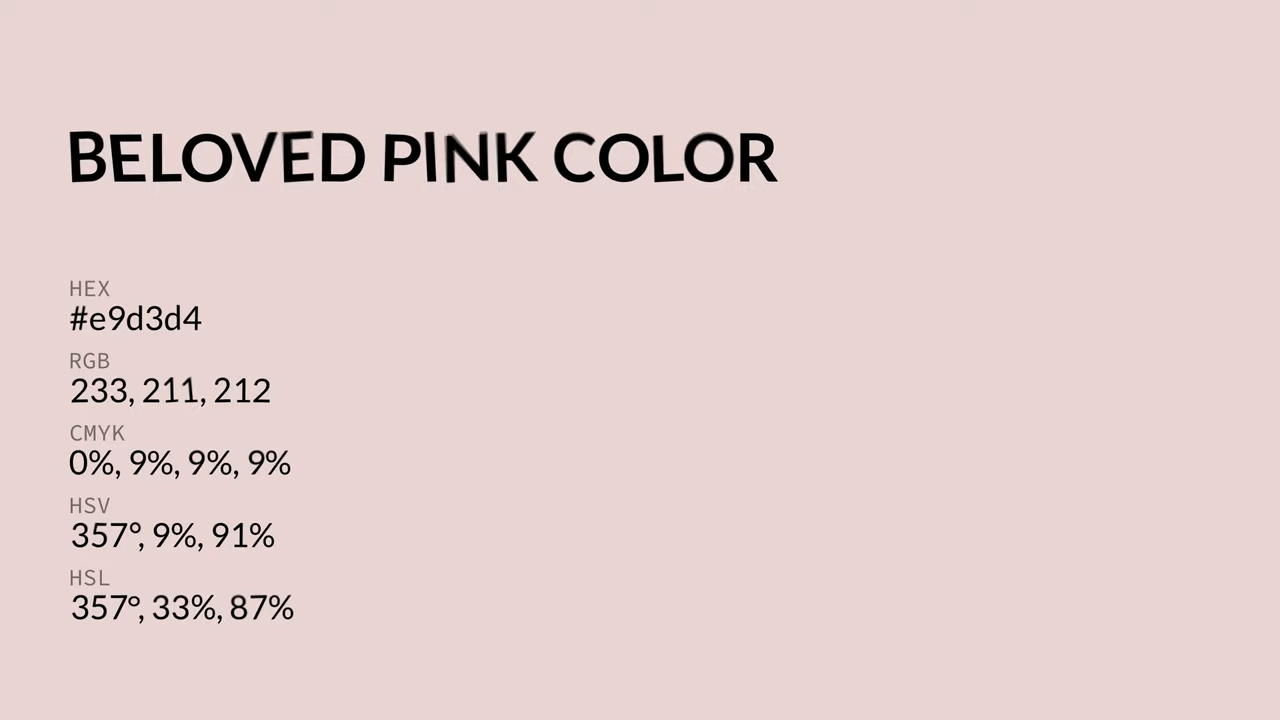 BELOVED PINK COLOR
HEX
#e9d3d4
RGB
233, 211, 212
CMYK
0%, 9%, 9%, 9%
HSV
357°, 9%, 91%
HSL
357°, 33%, 87%